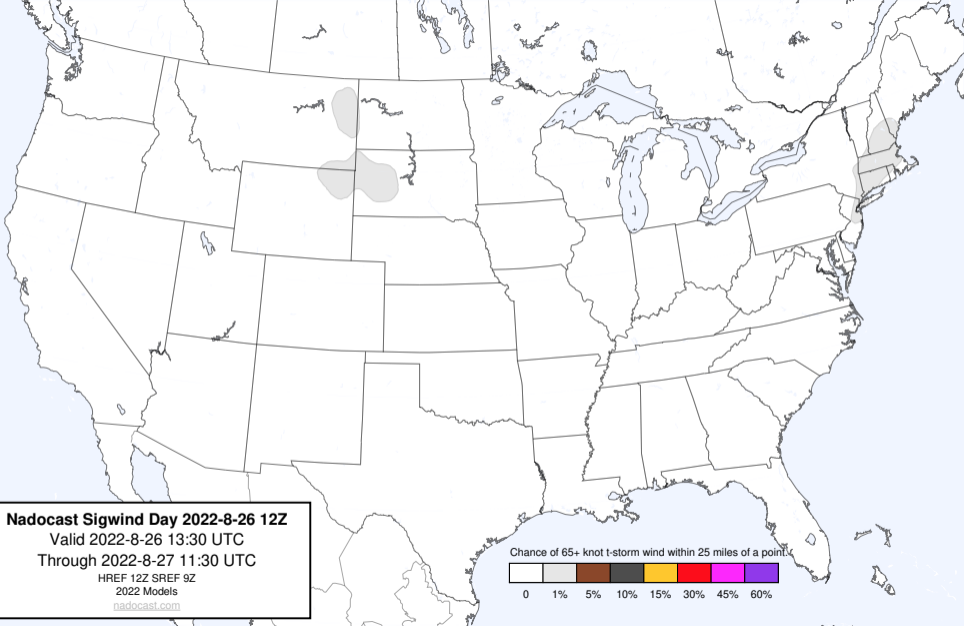 Nadocast Sigwind Day 2022-8-26 12Z
Valid 2022-8-26 13:30 UTC
Through 2022-8-27 11:30 UTC
HREF 12Z SREF 9Z
2022 Models
nadocast.com
Chance of 65+ knot t-storm wind within 25 miles of a point.
0 1% 5% 10% 15% 30% 45% 60%